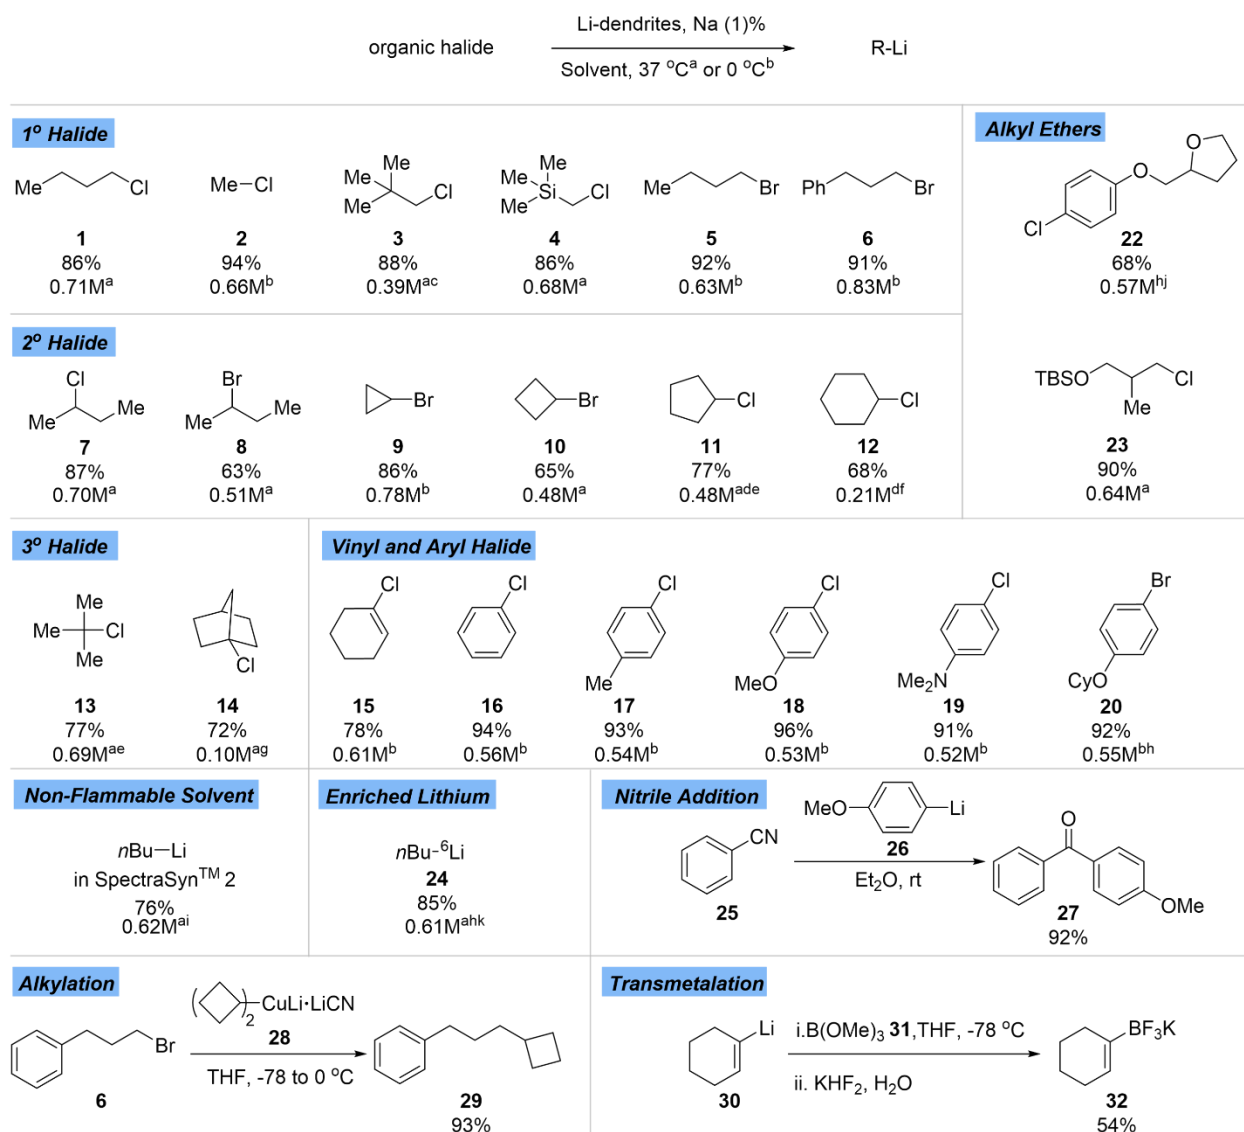 organic halide
Li-dendrites, Na (1)%
Solvent, 37 °Cᵃ or 0 °Cᵇ
R-Li
1° Halide
Me Cl
1
86%
0.71Mᵃ
Me-Cl
2
94%
0.66Mᵇ
Me Me Me Cl
3
88%
0.39Mᵃᶜ
Me Me Si Me Cl
4
86%
0.68Mᵃ
Me Br
5
92%
0.63Mᵇ
Ph Br
6
91%
0.83Mᵇ
Alkyl Ethers
O O Cl
22
68%
0.57Mʰʲ
TBSO Cl
Me
23
90%
0.64Mᵃ
2° Halide
Cl
Me Me
7
87%
0.70Mᵃ
Br
Me Me
8
63%
0.51Mᵃ
Br
9
86%
0.78Mᵇ
Br
10
65%
0.48Mᵃ
Cl
11
77%
0.48Mᵃᵈᵉ
Cl
12
68%
0.21Mᵈᶠ
3° Halide
Me
Me Cl
Me
13
77%
0.69Mᵃᵉ
Cl
14
72%
0.10Mᵃᵍ
Vinyl and Aryl Halide
Cl
15
78%
0.61Mᵇ
Cl
16
94%
0.56Mᵇ
Cl
Me
17
93%
0.54Mᵇ
Cl
MeO
18
96%
0.53Mᵇ
Cl
Me₂N
19
91%
0.52Mᵇ
Br
CyO
20
92%
0.55Mᵇʰ
Non-Flammable Solvent
nBu-Li
in SpectraSyn™ 2
76%
0.62Mᵃⁱ
Enriched Lithium
nBu-⁶Li
24
85%
0.61Mᵃʰᵏ
Nitrile Addition
CN
25
MeO Li
26
Et₂O, rt
O
OMe
27
92%
Alkylation
Br
6
( )₂ CuLi·LiCN
28
THF, -78 to 0 °C
29
93%
Transmetalation
Li
30
i.B(OMe)₃ 31,THF, -78 °C
ii. KHF₂, H₂O
BF₃K
32
54%